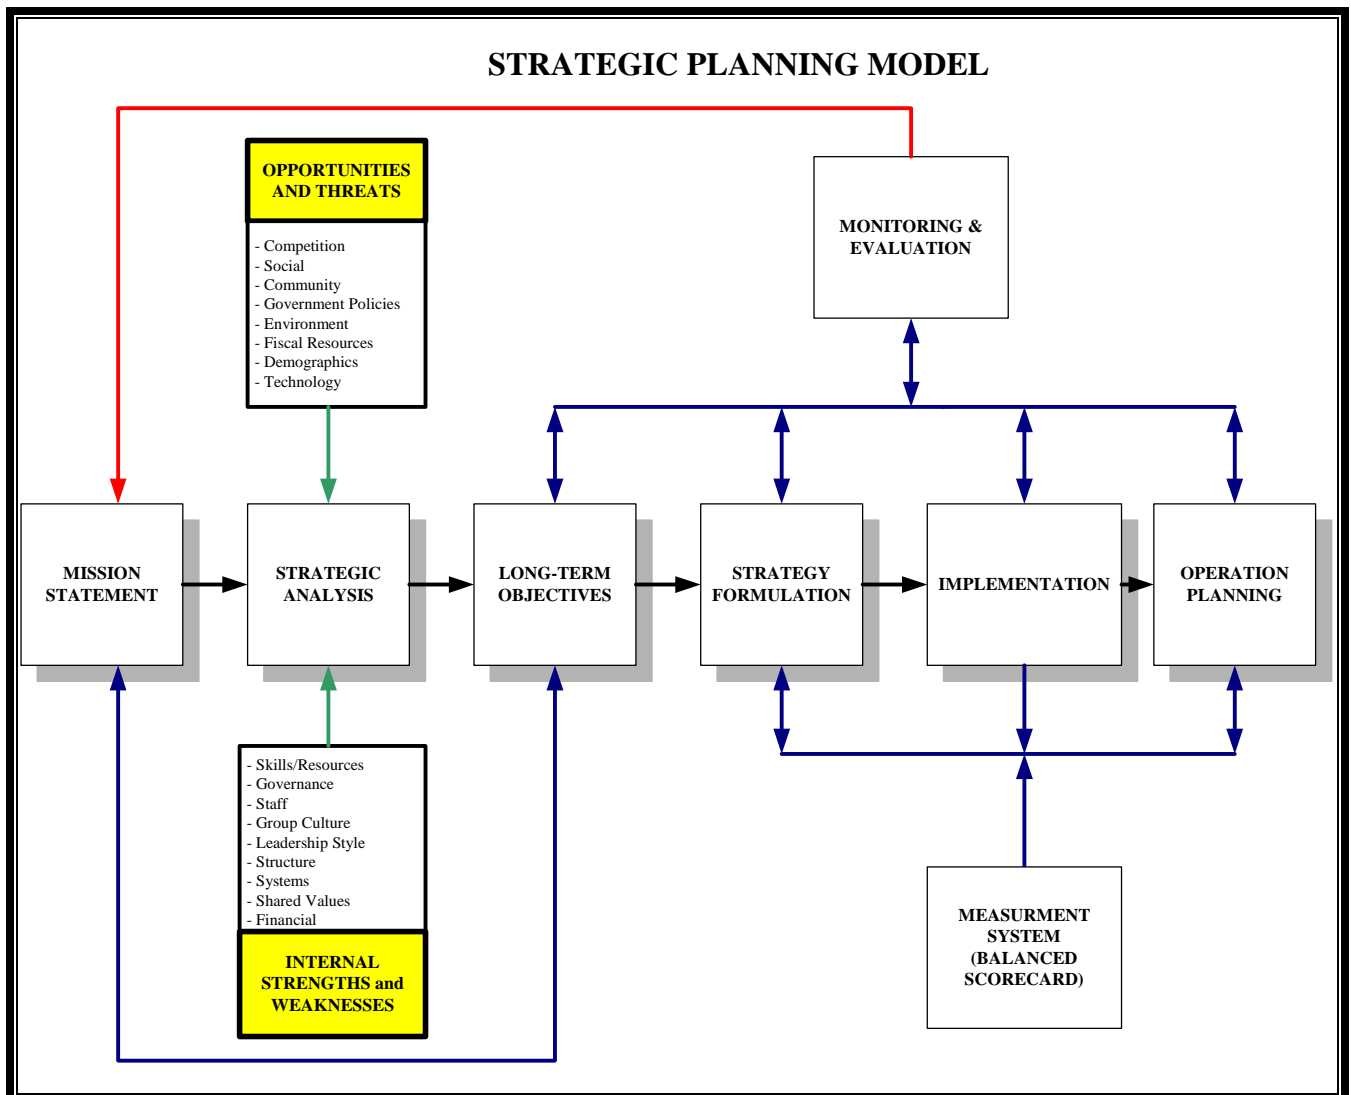 STRATEGIC PLANNING MODEL
OPPORTUNITIES
AND THREATS
- Competition
- Social
- Community
- Government Policies
- Environment
- Fiscal Resources
- Demographics
- Technology
MONITORING &
EVALUATION
MISSION
STATEMENT
STRATEGIC
ANALYSIS
LONG-TERM
OBJECTIVES
STRATEGY
FORMULATION
IMPLEMENTATION
OPERATION
PLANNING
- Skills/Resources
- Governance
- Staff
- Group Culture
- Leadership Style
- Structure
- Systems
- Shared Values
- Financial
INTERNAL
STRENGTHS and
WEAKNESSES
MEASURMENT
SYSTEM
(BALANCED
SCORECARD)